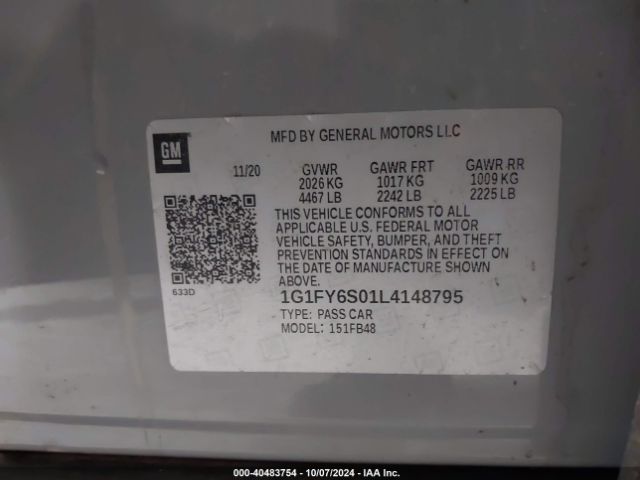 GM
MFD BY GENERAL MOTORS LLC
11/20 GVWR GAWR FRT GAWR RR
2026 KG 1017 KG 1009 KG
4467 LB 2242 LB 2225 LB
THIS VEHICLE CONFORMS TO ALL
APPLICABLE U.S. FEDERAL MOTOR
VEHICLE SAFETY, BUMPER, AND THEFT
PREVENTION STANDARDS IN EFFECT ON
THE DATE OF MANUFACTURE SHOWN
ABOVE.
633D
1G1FY6S01L4148795
TYPE: PASS CAR
MODEL: 151FB48
000-40483754 - 10/07/2024 - IAA Inc.